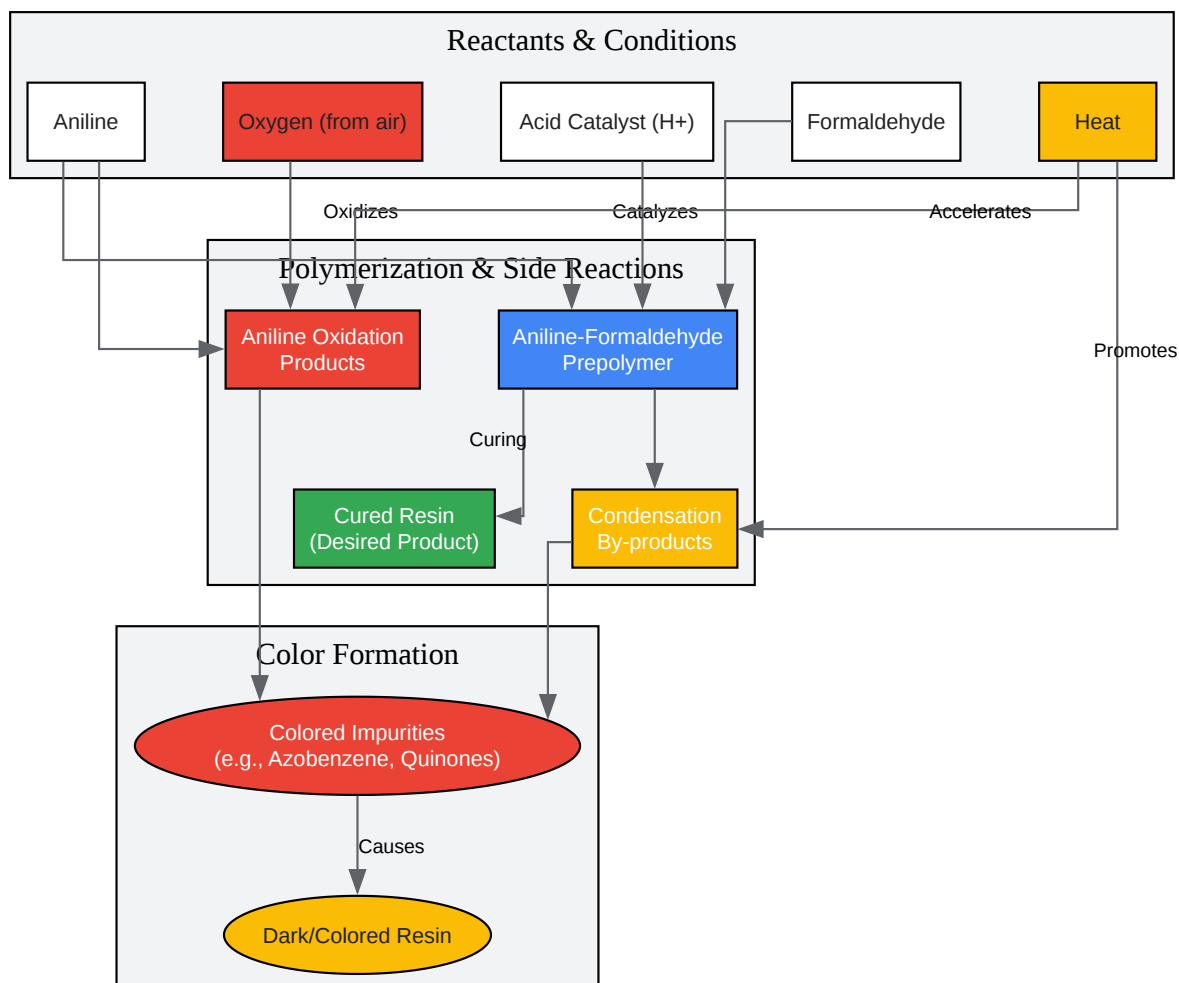 Reactants & Conditions
Aniline
Oxygen (from air)
Acid Catalyst (H+)
Formaldehyde
Heat
Oxidizes
Catalyzes
Accelerates
Polymerization & Side Reactions
Aniline Oxidation
Products
Aniline-Formaldehyde
Prepolymer
Promotes
Curing
Cured Resin
(Desired Product)
Condensation
By-products
Color Formation
Colored Impurities
(e.g., Azobenzene, Quinones)
Causes
Dark/Colored Resin